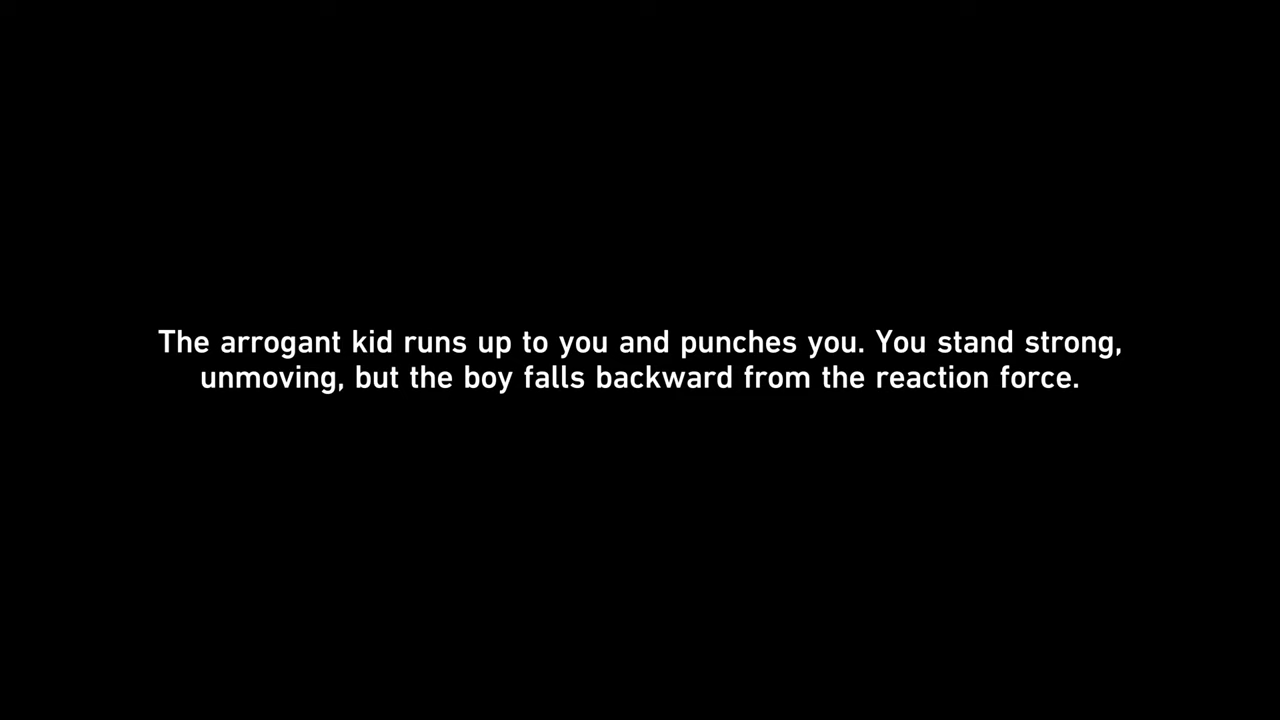 The arrogant kid runs up to you and punches you. You stand strong,
unmoving, but the boy falls backward from the reaction force.